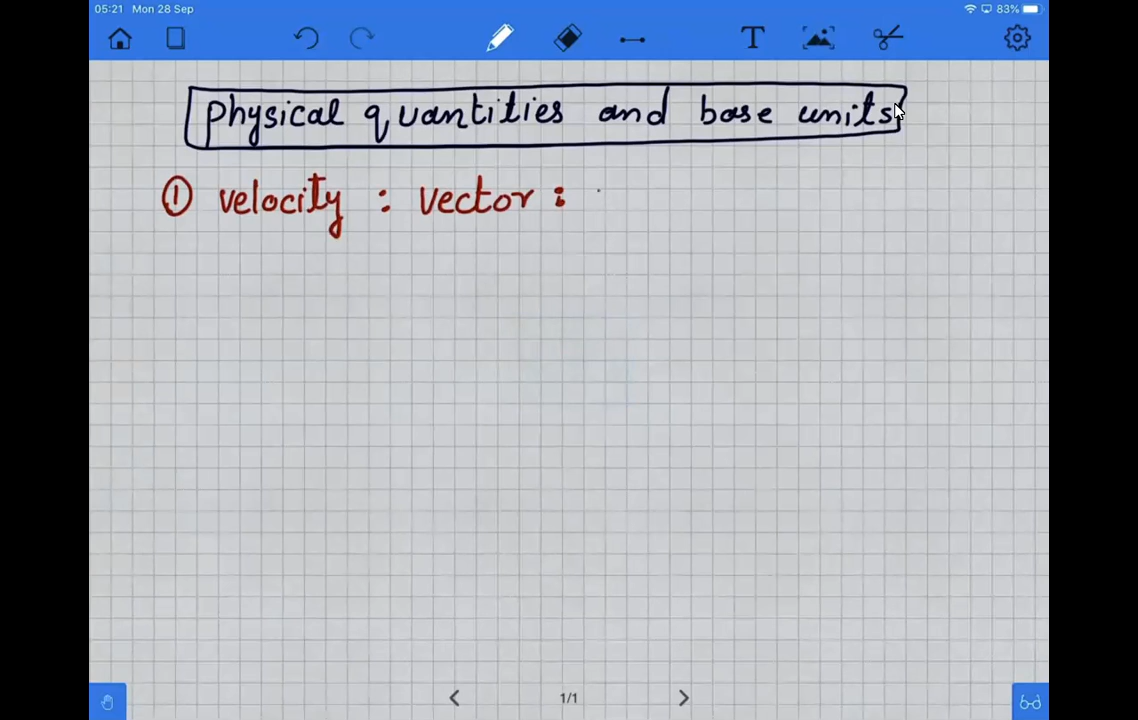 05:21 Mon 28 Sep 83%
T
Physical quantities and base units
① velocity : vector :
1/1